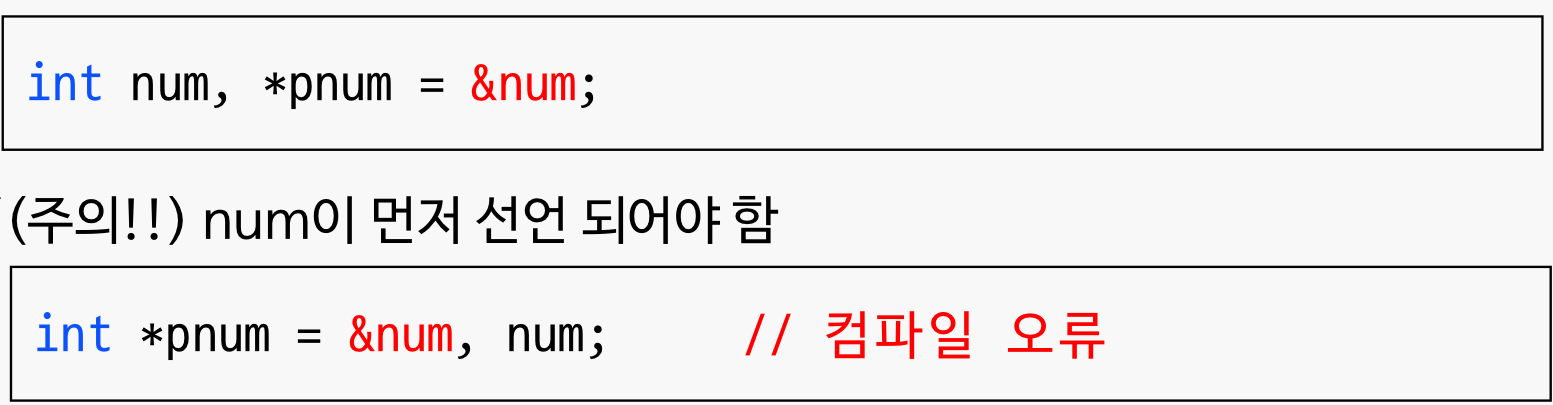 int num, *pnum = &num;
(주의!!) num이 먼저 선언 되어야 함
int *pnum = &num, num;     // 컴파일 오류